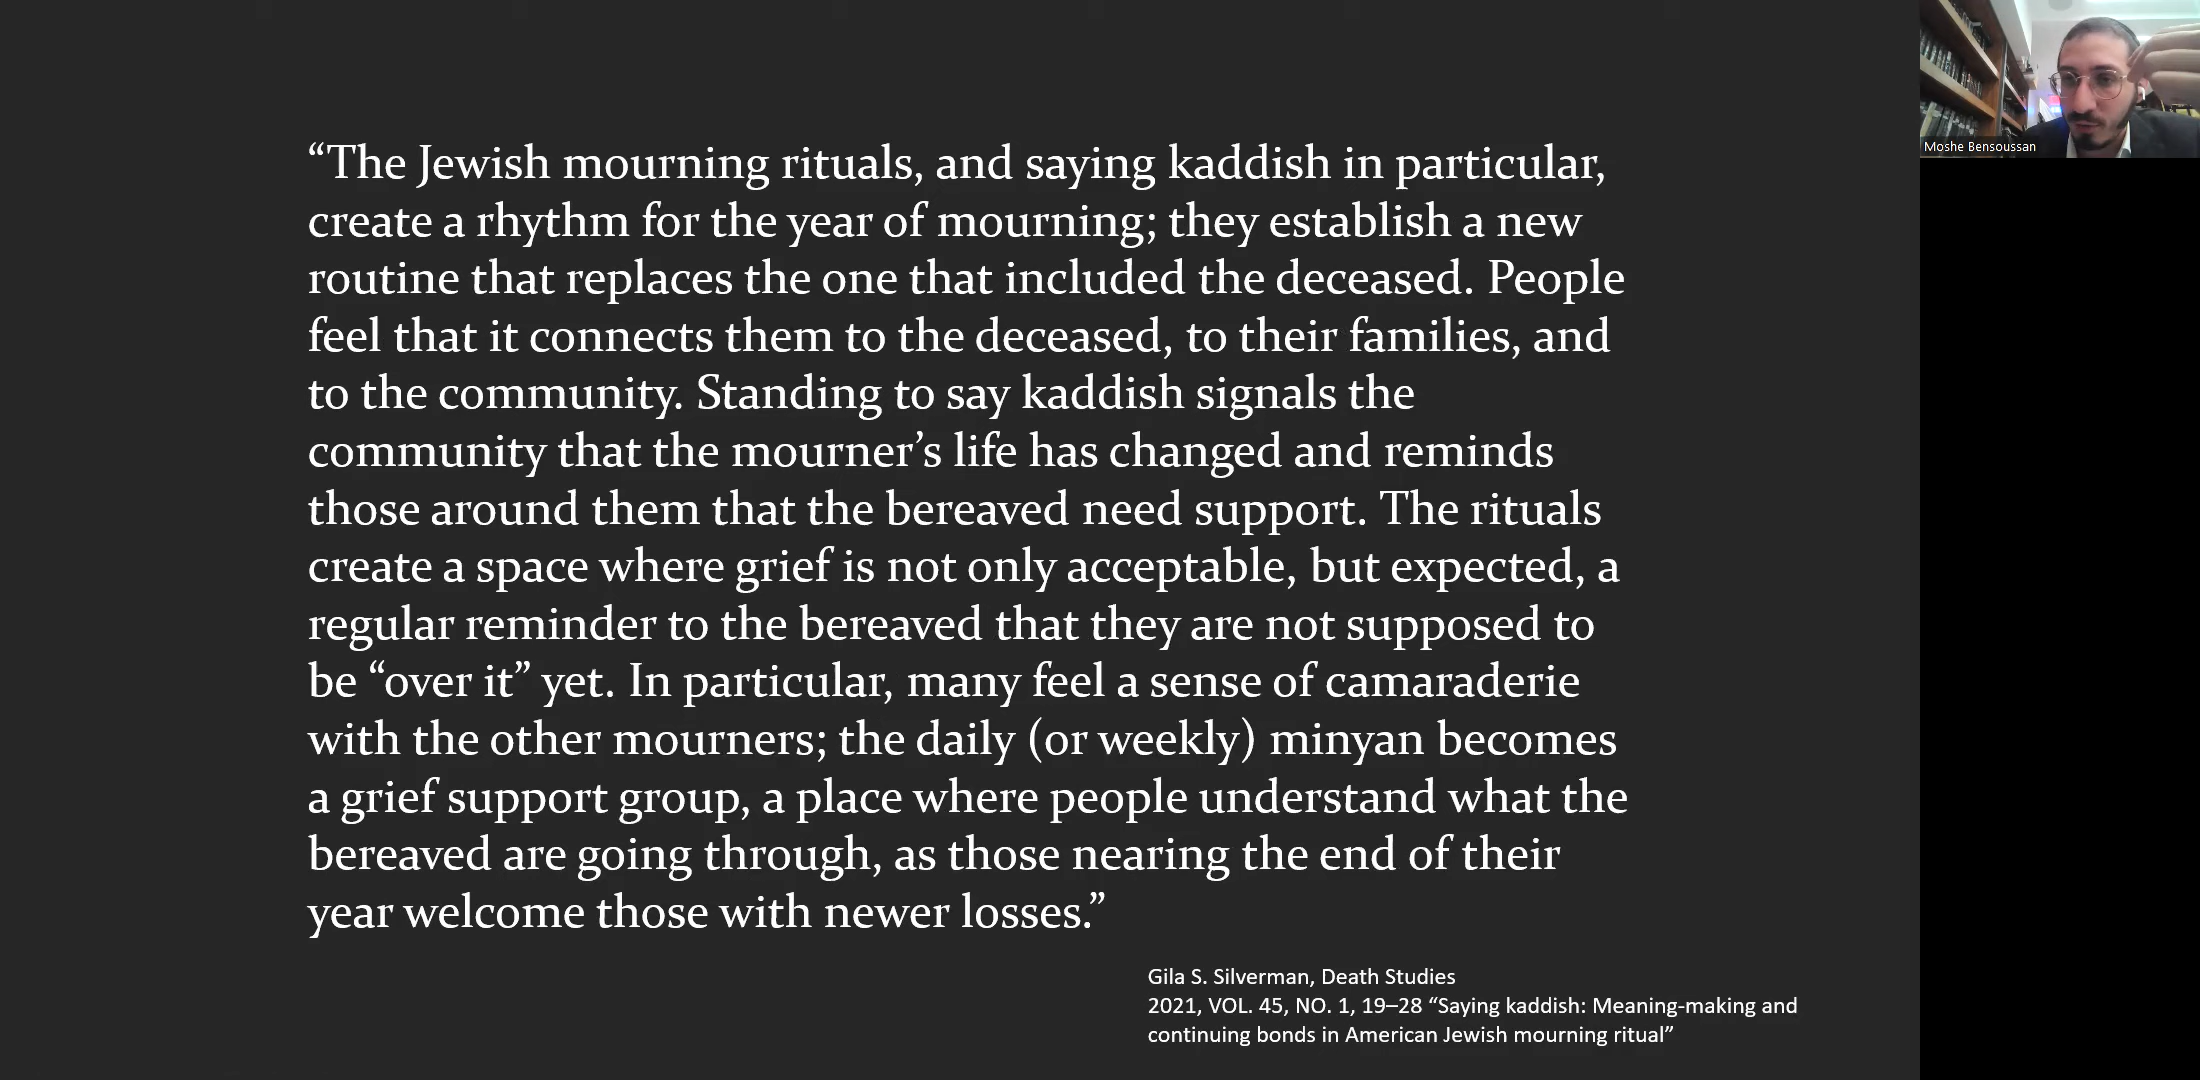 “The Jewish mourning rituals, and saying kaddish in particular,
create a rhythm for the year of mourning; they establish a new
routine that replaces the one that included the deceased. People
feel that it connects them to the deceased, to their families, and
to the community. Standing to say kaddish signals the
community that the mourner’s life has changed and reminds
those around them that the bereaved need support. The rituals
create a space where grief is not only acceptable, but expected, a
regular reminder to the bereaved that they are not supposed to
be “over it” yet. In particular, many feel a sense of camaraderie
with the other mourners; the daily (or weekly) minyan becomes
a grief support group, a place where people understand what the
bereaved are going through, as those nearing the end of their
year welcome those with newer losses.”
Gila S. Silverman, Death Studies
2021, VOL. 45, NO. 1, 19–28 “Saying kaddish: Meaning-making and
continuing bonds in American Jewish mourning ritual”
Moshe Bensoussan